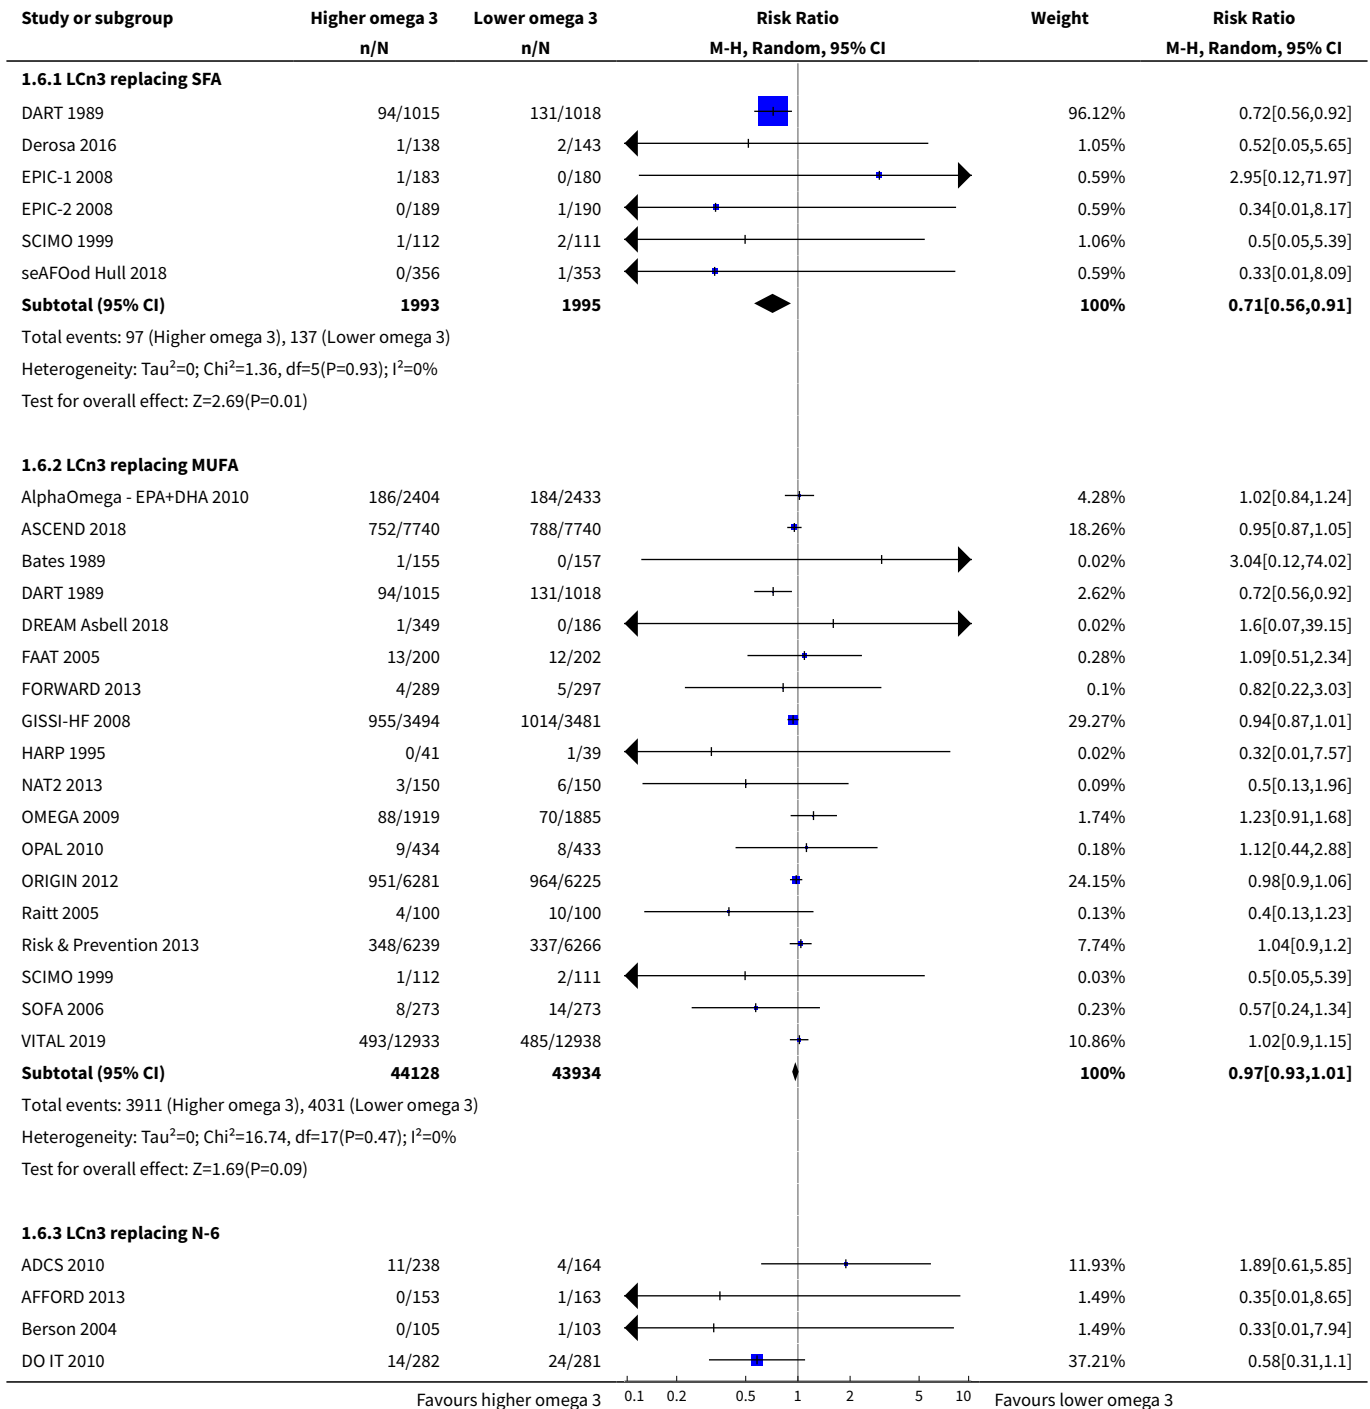 Study or subgroup Higher omega 3 Lower omega 3 Risk Ratio Weight Risk Ratio
n/N n/N M-H, Random, 95% CI M-H, Random, 95% CI
1.6.1 LCn3 replacing SFA
DART 1989 94/1015 131/1018 96.12% 0.72[0.56,0.92]
Derosa 2016 1/138 2/143 1.05% 0.52[0.05,5.65]
EPIC-1 2008 1/183 0/180 0.59% 2.95[0.12,71.97]
EPIC-2 2008 0/189 1/190 0.59% 0.34[0.01,8.17]
SCIMO 1999 1/112 2/111 1.06% 0.5[0.05,5.39]
seAFOod Hull 2018 0/356 1/353 0.59% 0.33[0.01,8.09]
Subtotal (95% CI) 1993 1995 100% 0.71[0.56,0.91]
Total events: 97 (Higher omega 3), 137 (Lower omega 3)
Heterogeneity: Tau²=0; Chi²=1.36, df=5(P=0.93); I²=0%
Test for overall effect: Z=2.69(P=0.01)
1.6.2 LCn3 replacing MUFA
AlphaOmega - EPA+DHA 2010 186/2404 184/2433 4.28% 1.02[0.84,1.24]
ASCEND 2018 752/7740 788/7740 18.26% 0.95[0.87,1.05]
Bates 1989 1/155 0/157 0.02% 3.04[0.12,74.02]
DART 1989 94/1015 131/1018 2.62% 0.72[0.56,0.92]
DREAM Asbell 2018 1/349 0/186 0.02% 1.6[0.07,39.15]
FAAT 2005 13/200 12/202 0.28% 1.09[0.51,2.34]
FORWARD 2013 4/289 5/297 0.1% 0.82[0.22,3.03]
GISSI-HF 2008 955/3494 1014/3481 29.27% 0.94[0.87,1.01]
HARP 1995 0/41 1/39 0.02% 0.32[0.01,7.57]
NAT2 2013 3/150 6/150 0.09% 0.5[0.13,1.96]
OMEGA 2009 88/1919 70/1885 1.74% 1.23[0.91,1.68]
OPAL 2010 9/434 8/433 0.18% 1.12[0.44,2.88]
ORIGIN 2012 951/6281 964/6225 24.15% 0.98[0.9,1.06]
Raitt 2005 4/100 10/100 0.13% 0.4[0.13,1.23]
Risk & Prevention 2013 348/6239 337/6266 7.74% 1.04[0.9,1.2]
SCIMO 1999 1/112 2/111 0.03% 0.5[0.05,5.39]
SOFA 2006 8/273 14/273 0.23% 0.57[0.24,1.34]
VITAL 2019 493/12933 485/12938 10.86% 1.02[0.9,1.15]
Subtotal (95% CI) 44128 43934 100% 0.97[0.93,1.01]
Total events: 3911 (Higher omega 3), 4031 (Lower omega 3)
Heterogeneity: Tau²=0; Chi²=16.74, df=17(P=0.47); I²=0%
Test for overall effect: Z=1.69(P=0.09)
1.6.3 LCn3 replacing N-6
ADCS 2010 11/238 4/164 11.93% 1.89[0.61,5.85]
AFFORD 2013 0/153 1/163 1.49% 0.35[0.01,8.65]
Berson 2004 0/105 1/103 1.49% 0.33[0.01,7.94]
DO IT 2010 14/282 24/281 37.21% 0.58[0.31,1.1]
Favours higher omega 3 0.1 0.2 0.5 1 2 5 10 Favours lower omega 3